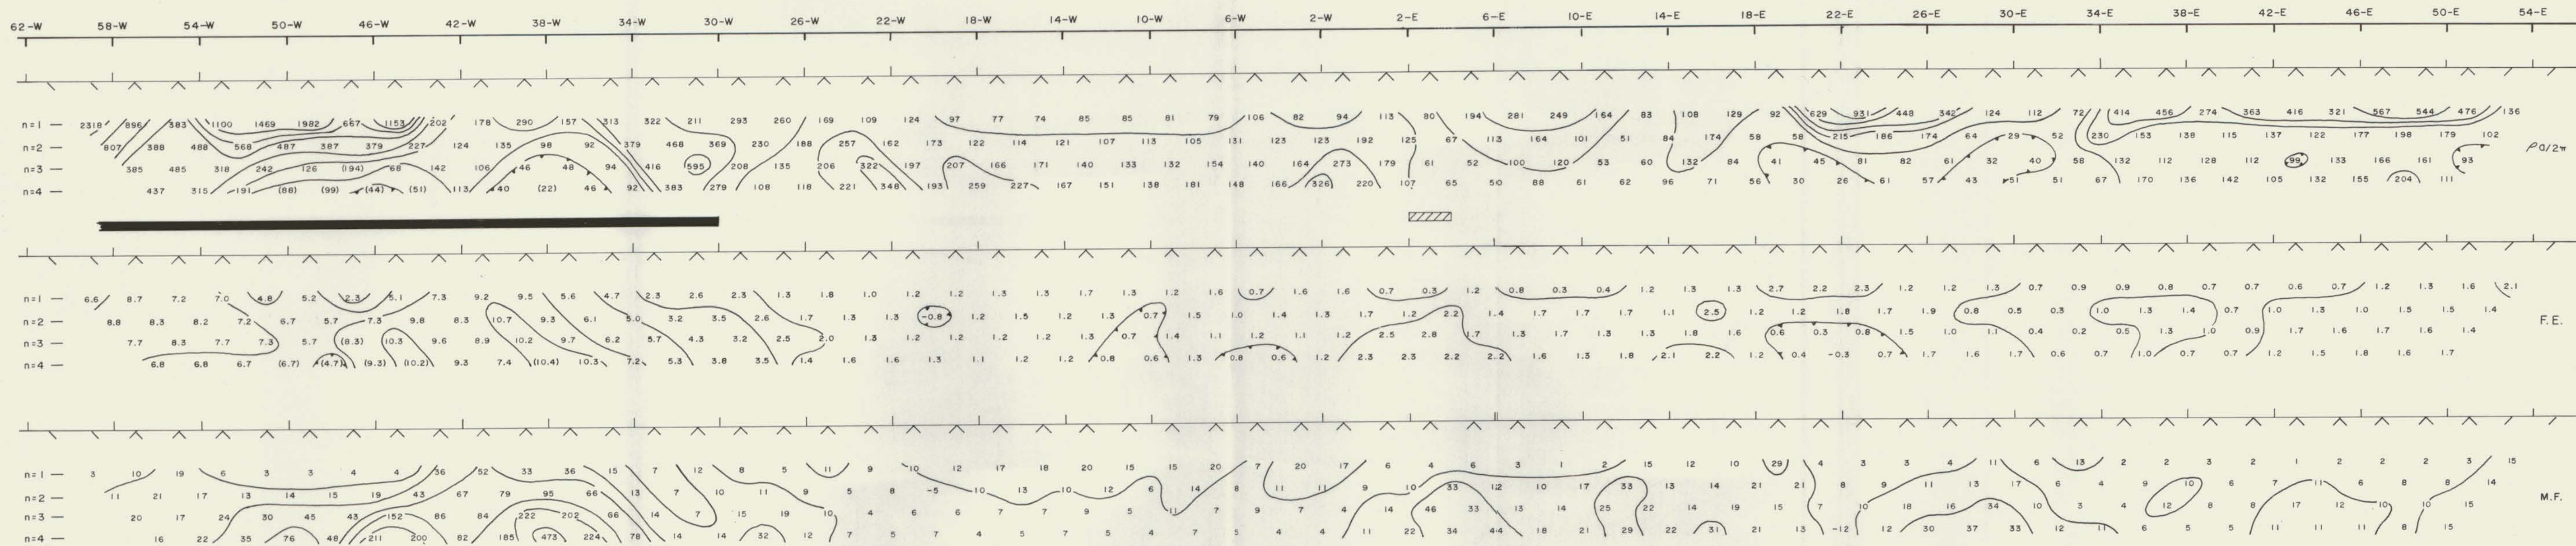 62-W 58-W 54-W 50-W 46-W 42-W 38-W 34-W 30-W 26-W 22-W 18-W 14-W 10-W 6-W 2-W 2-E 6-E 10-E 14-E 18-E 22-E 26-E 30-E 34-E 38-E 42-E 46-E 50-E 54-E
n=1 — 2318 896 383 1100 1469 1982 667 1153 202 178 290 157 313 322 211 293 260 169 109 124 97 77 74 85 85 81 79 106 82 94 113 80 194 281 249 164 83 108 129 92 629 931 448 342 124 112 72 414 456 274 363 416 321 567 544 476 136
n=2 — 807 388 488 568 487 387 379 227 124 135 98 92 379 468 369 230 188 257 162 173 122 114 121 107 113 105 131 123 123 192 125 67 113 164 101 51 84 174 58 58 215 186 174 64 29 52 230 153 138 115 137 122 177 198 179 102
n=3 — 385 485 318 242 126 (194) 68 142 106 46 48 94 416 595 208 135 206 322 197 207 166 171 140 133 132 154 140 164 273 179 61 52 100 120 53 60 132 84 41 45 81 82 61 32 40 58 132 112 128 112 99 133 166 161 93
ρa/2π
n=4 — 437 315 191 (88) (99) (44) (51) 113 40 (22) 46 92 383 279 108 118 221 348 193 259 227 167 151 138 181 148 166 326 220 107 65 50 88 61 62 96 71 56 30 26 61 57 43 51 51 67 170 136 142 105 132 155 204 111
n=1 — 6.6 8.7 7.2 7.0 4.8 5.2 2.3 5.1 7.3 9.2 9.5 5.6 4.7 2.3 2.6 2.3 1.3 1.8 1.0 1.2 1.2 1.3 1.3 1.7 1.3 1.2 1.6 0.7 1.6 1.6 0.7 0.3 1.2 0.8 0.3 0.4 1.2 1.3 1.3 2.7 2.2 2.3 1.2 1.2 1.3 0.7 0.9 0.9 0.8 0.7 0.7 0.6 0.7 1.2 1.3 1.6 2.1
n=2 — 8.8 8.3 8.2 7.2 6.7 5.7 7.3 9.8 8.3 10.7 9.3 6.1 5.0 3.2 3.5 2.6 1.7 1.3 1.3 -0.8 1.2 1.5 1.2 1.3 0.7 1.5 1.0 1.4 1.3 1.7 1.2 2.2 1.4 1.7 1.7 1.7 1.1 2.5 1.2 1.2 1.8 1.7 1.9 0.8 0.5 0.3 1.0 1.3 1.4 0.7 1.0 1.3 1.0 1.5 1.5 1.4
F.E.
n=3 — 7.7 8.3 7.7 7.3 5.7 (8.3) 10.3 9.6 8.9 10.2 9.7 6.2 5.7 4.3 3.2 2.5 2.0 1.3 1.2 1.2 1.2 1.2 1.2 0.7 1.4 1.1 1.2 1.1 1.2 2.5 2.8 1.7 1.3 1.7 1.3 1.3 1.8 1.6 0.6 0.3 0.8 1.5 1.0 1.1 0.4 0.2 0.5 1.3 1.0 0.9 1.7 1.6 1.7 1.6 1.4
n=4 — 6.8 6.8 6.7 (6.7) (4.7) (9.3) (10.2) 9.3 7.4 (10.4) 10.3 7.2 5.3 3.8 3.5 1.4 1.6 1.6 1.3 1.1 1.2 1.2 0.8 0.6 1.3 0.8 0.6 1.2 2.3 2.3 2.2 2.2 1.6 1.3 1.8 2.1 2.2 1.2 0.4 -0.3 0.7 1.7 1.6 1.7 0.6 0.7 1.0 0.7 0.7 1.2 1.5 1.8 1.6 1.7
n=1 — 3 10 19 6 3 3 4 4 36 52 33 36 15 7 12 8 5 11 9 10 12 17 18 20 15 15 20 7 20 17 6 4 6 3 1 2 15 12 10 29 4 3 3 4 11 6 13 2 2 3 2 1 2 2 2 3 15
n=2 — 11 21 17 13 14 15 19 43 67 79 95 66 13 7 10 11 9 5 8 -5 10 13 10 12 6 14 8 11 11 9 10 33 12 10 17 33 13 14 21 21 8 9 11 13 17 6 4 9 10 6 7 11 6 8 8 14
M.F.
n=3 — 20 17 24 30 45 43 152 86 84 222 202 66 14 7 15 19 10 4 6 6 7 7 9 5 11 7 9 7 4 14 46 33 13 14 25 22 14 19 15 7 10 18 16 34 10 3 4 12 8 8 17 12 10 10 15
n=4 — 16 22 35 76 48 211 200 82 185 473 224 78 14 14 32 12 7 5 7 4 5 7 5 4 7 5 4 4 11 22 34 44 18 21 29 22 31 21 13 -12 12 30 37 33 12 11 6 5 5 11 11 11 8 15